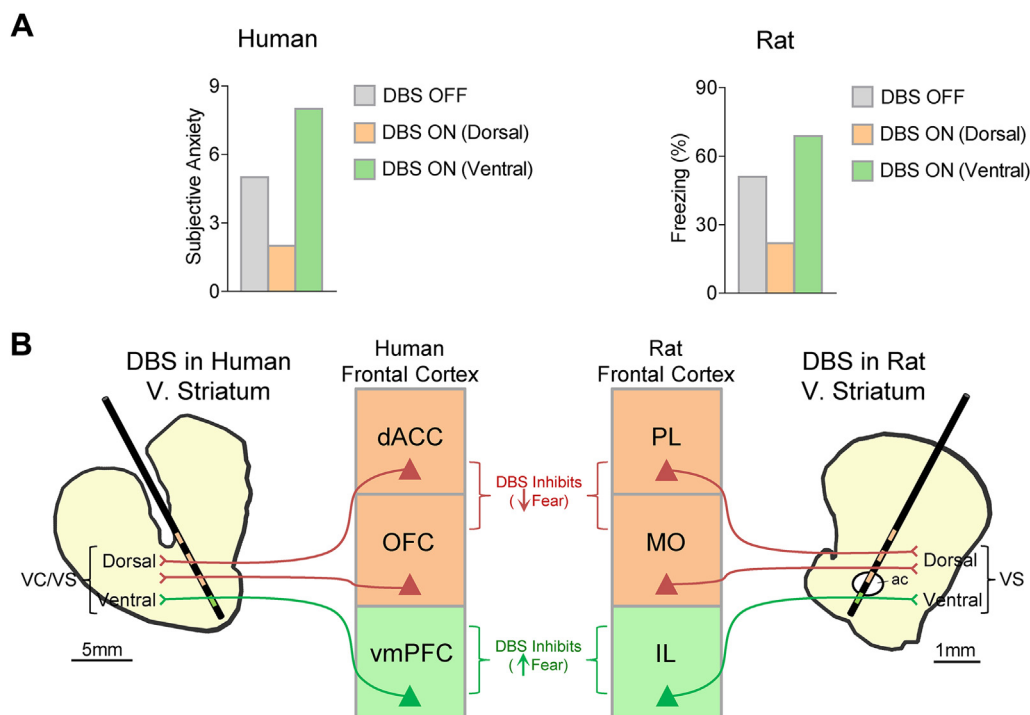 A
Human
Subjective Anxiety
9
6
3
0
DBS OFF
DBS ON (Dorsal)
DBS ON (Ventral)
Rat
Freezing (%)
90
60
30
0
DBS OFF
DBS ON (Dorsal)
DBS ON (Ventral)
B
DBS in Human
V. Striatum
Human
Frontal Cortex
Rat
Frontal Cortex
DBS in Rat
V. Striatum
dACC
OFC
vmPFC
PL
MO
IL
DBS Inhibits
(↓Fear)
DBS Inhibits
(↑Fear)
VC/VS
Dorsal
Ventral
5mm
ac
Dorsal
Ventral
VS
1mm